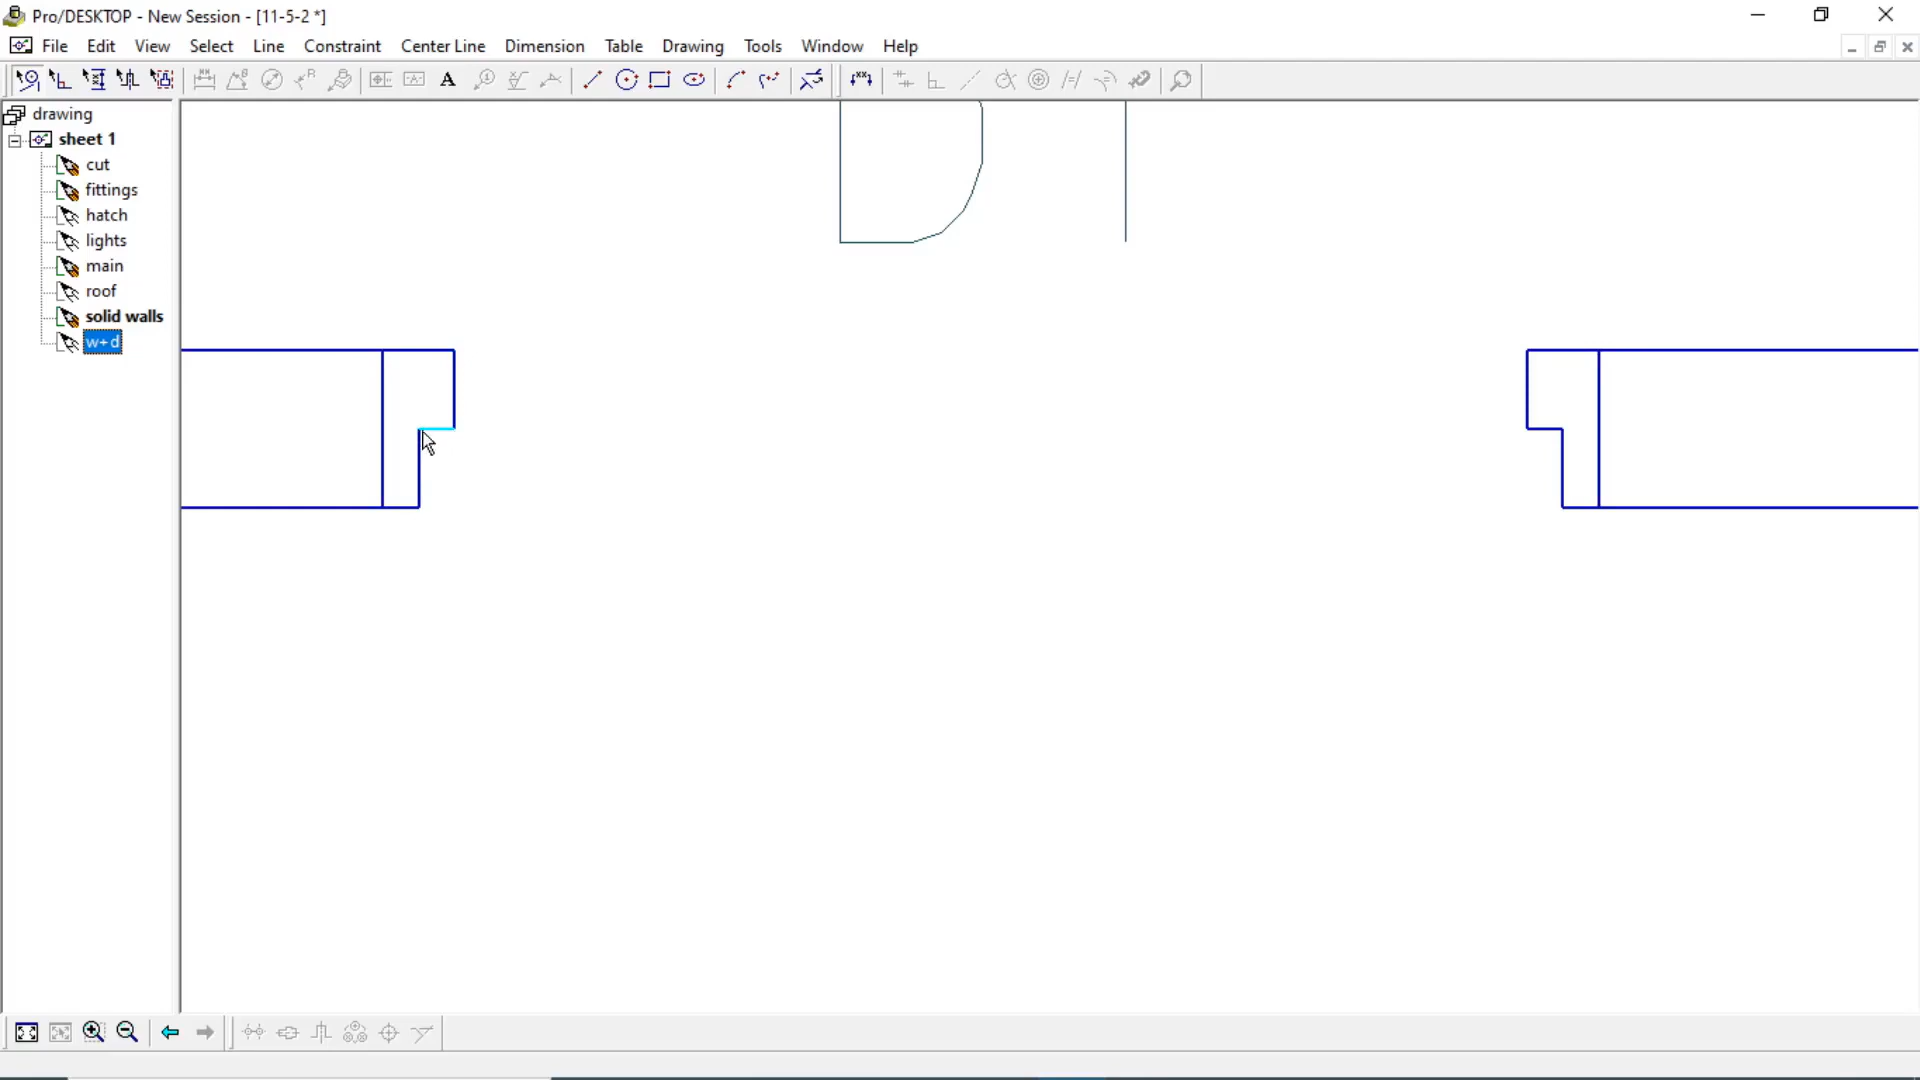 Pro/DESKTOP - New Session - [11-5-2 *]
File Edit View Select Line Constraint Center Line Dimension Table Drawing Tools Window Help
drawing
sheet 1
cut
fittings
hatch
lights
main
roof
solid walls
w+d